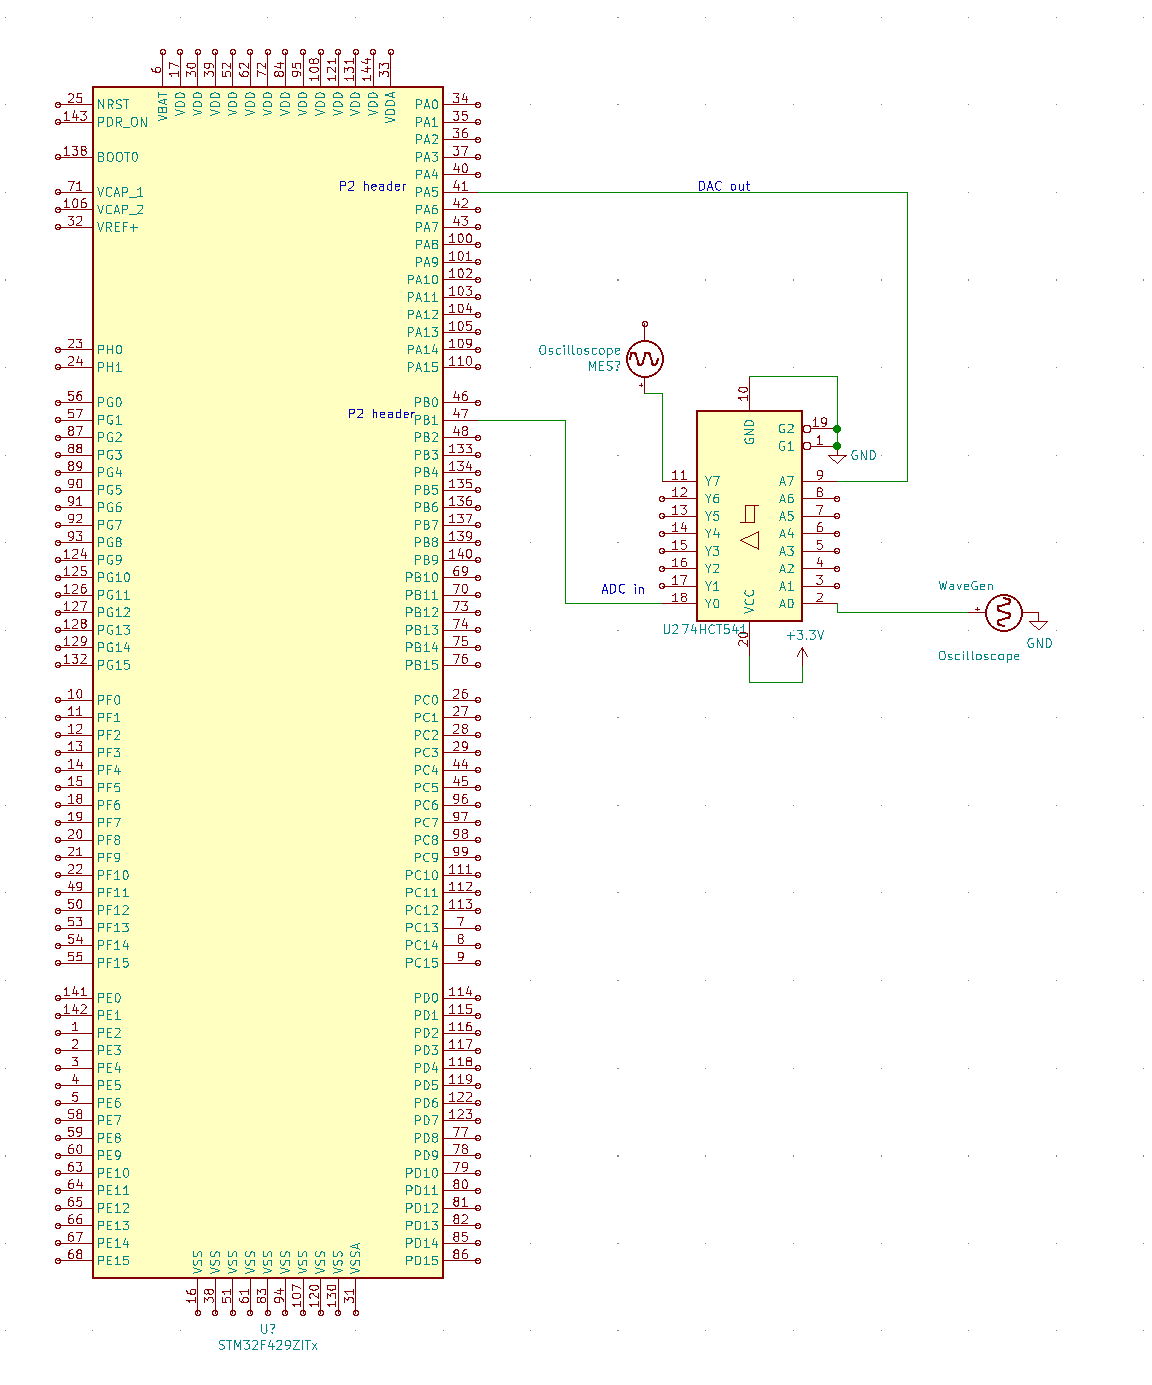 6 17 30 39 52 62 72 84 95 108 121 131 144 33
VBAT VDD VDD VDD VDD VDD VDD VDD VDD VDD VDD VDD VDD VDDA
25 NRST
143 PDR_ON
138 BOOT0
71 VCAP_1
106 VCAP_2
32 VREF+
23 PH0
24 PH1
56 PG0
57 PG1
87 PG2
88 PG3
89 PG4
90 PG5
91 PG6
92 PG7
93 PG8
124 PG9
125 PG10
126 PG11
127 PG12
128 PG13
129 PG14
132 PG15
10 PF0
11 PF1
12 PF2
13 PF3
14 PF4
15 PF5
18 PF6
19 PF7
20 PF8
21 PF9
22 PF10
49 PF11
50 PF12
53 PF13
54 PF14
55 PF15
141 PE0
142 PE1
1 PE2
2 PE3
3 PE4
4 PE5
5 PE6
58 PE7
59 PE8
60 PE9
63 PE10
64 PE11
65 PE12
66 PE13
67 PE14
68 PE15
PA0 34
PA1 35
PA2 36
PA3 37
PA4 40
P2 header PA5 41
PA6 42
PA7 43
PA8 100
PA9 101
PA10 102
PA11 103
PA12 104
PA13 105
PA14 109
PA15 110
PB0 46
P2 header PB1 47
PB2 48
PB3 133
PB4 134
PB5 135
PB6 136
PB7 137
PB8 139
PB9 140
PB10 69
PB11 70
PB12 73
PB13 74
PB14 75
PB15 76
PC0 26
PC1 27
PC2 28
PC3 29
PC4 44
PC5 45
PC6 96
PC7 97
PC8 98
PC9 99
PC10 111
PC11 112
PC12 113
PC13 7
PC14 8
PC15 9
PD0 114
PD1 115
PD2 116
PD3 117
PD4 118
PD5 119
PD6 122
PD7 123
PD8 77
PD9 78
PD10 79
PD11 80
PD12 81
PD13 82
PD14 85
PD15 86
VSS VSS VSS VSS VSS VSS VSS VSS VSS VSSA
16 38 51 61 83 94 107 120 130 31
U?
STM32F429ZITx
DAC out
Oscilloscope
MES?
+
10
GND
G2 19
G1 1
GND
11 Y7 A7 9
12 Y6 A6 8
13 Y5 A5 7
14 Y4 A4 6
15 Y3 A3 5
16 Y2 A2 4
17 Y1 A1 3
ADC in
18 Y0 A0 2
VCC
20
U2 74HCT541
+3.3V
WaveGen
+
GND
Oscilloscope